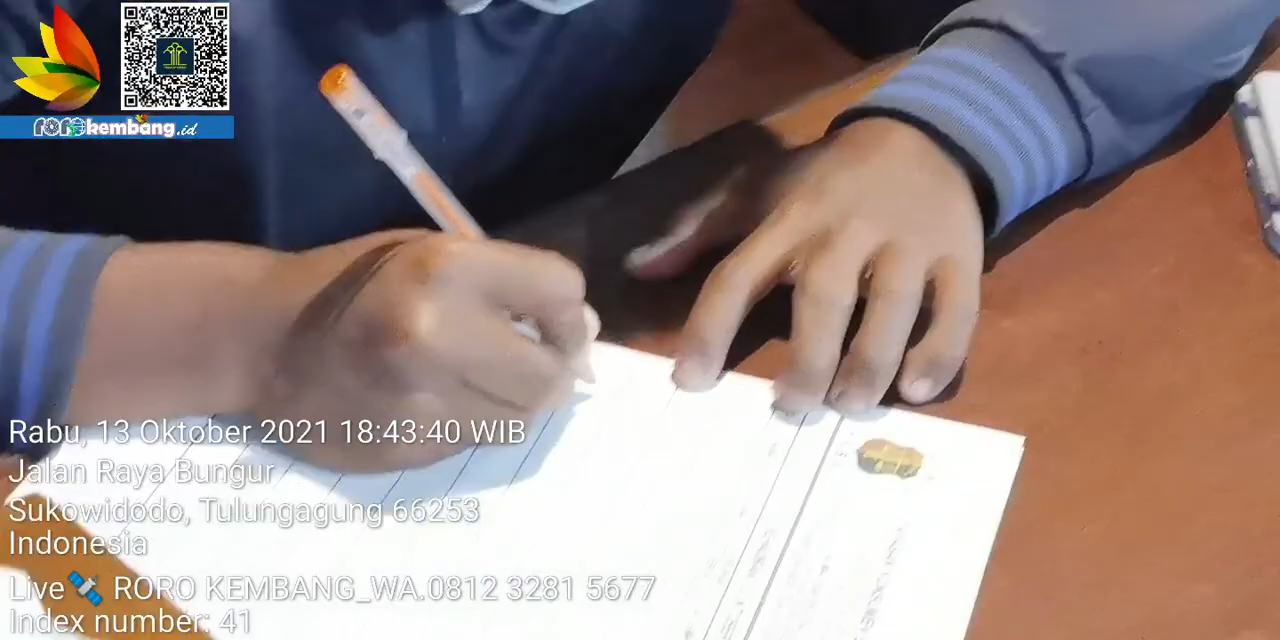 ROROkembang.id
Rabu, 13 Oktober 2021 18:43:40 WIB
Jalan Raya Bungur
Sukowidodo, Tulungagung 66253
Indonesia
Live🛰 RORO KEMBANG_WA.0812 3281 5677
Index number: 41